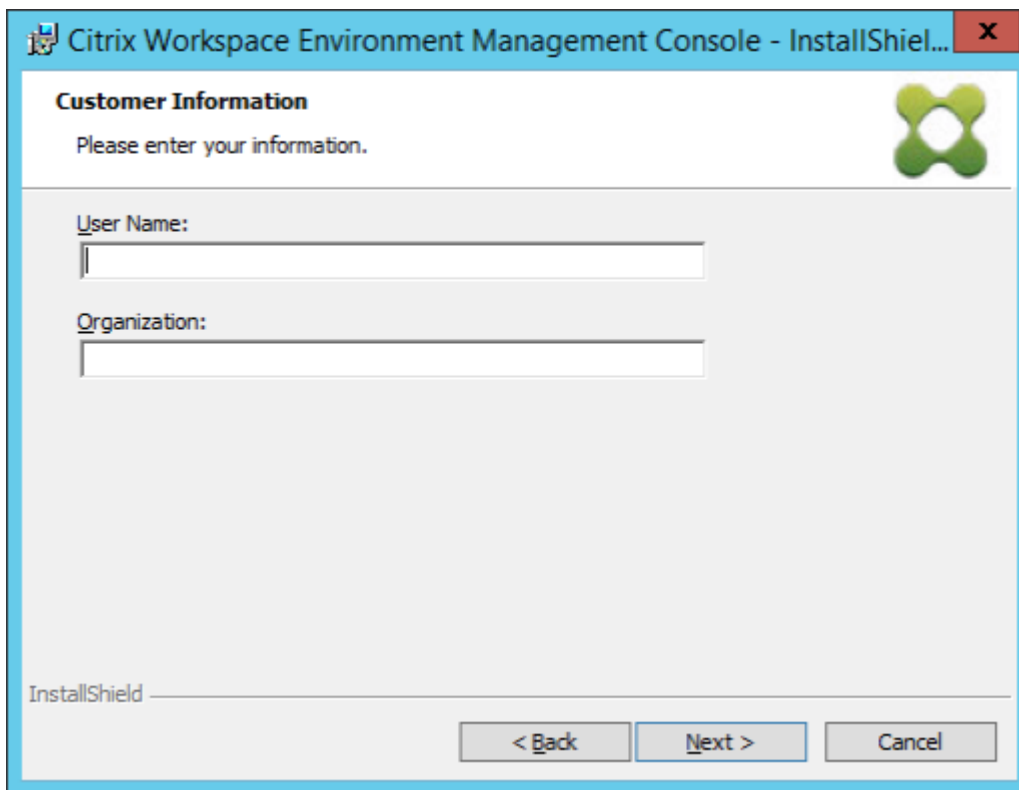 Citrix Workspace Environment Management Console - InstallShiel...
x
Customer Information
Please enter your information.
User Name:
Organization:
InstallShield
< Back
Next >
Cancel